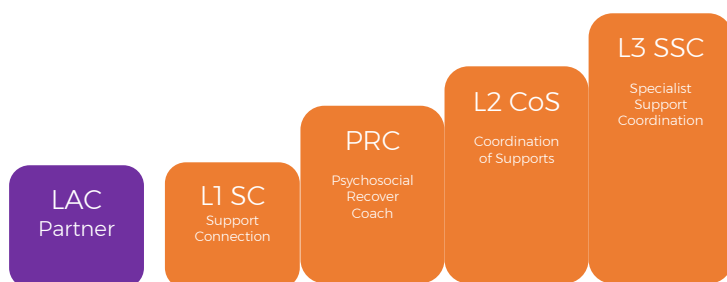 LAC
Partner
L1 SC
Support
Connection
PRC
Psychosocial
Recover
Coach
L2 CoS
Coordination
of Supports
L3 SSC
Specialist
Support
Coordination